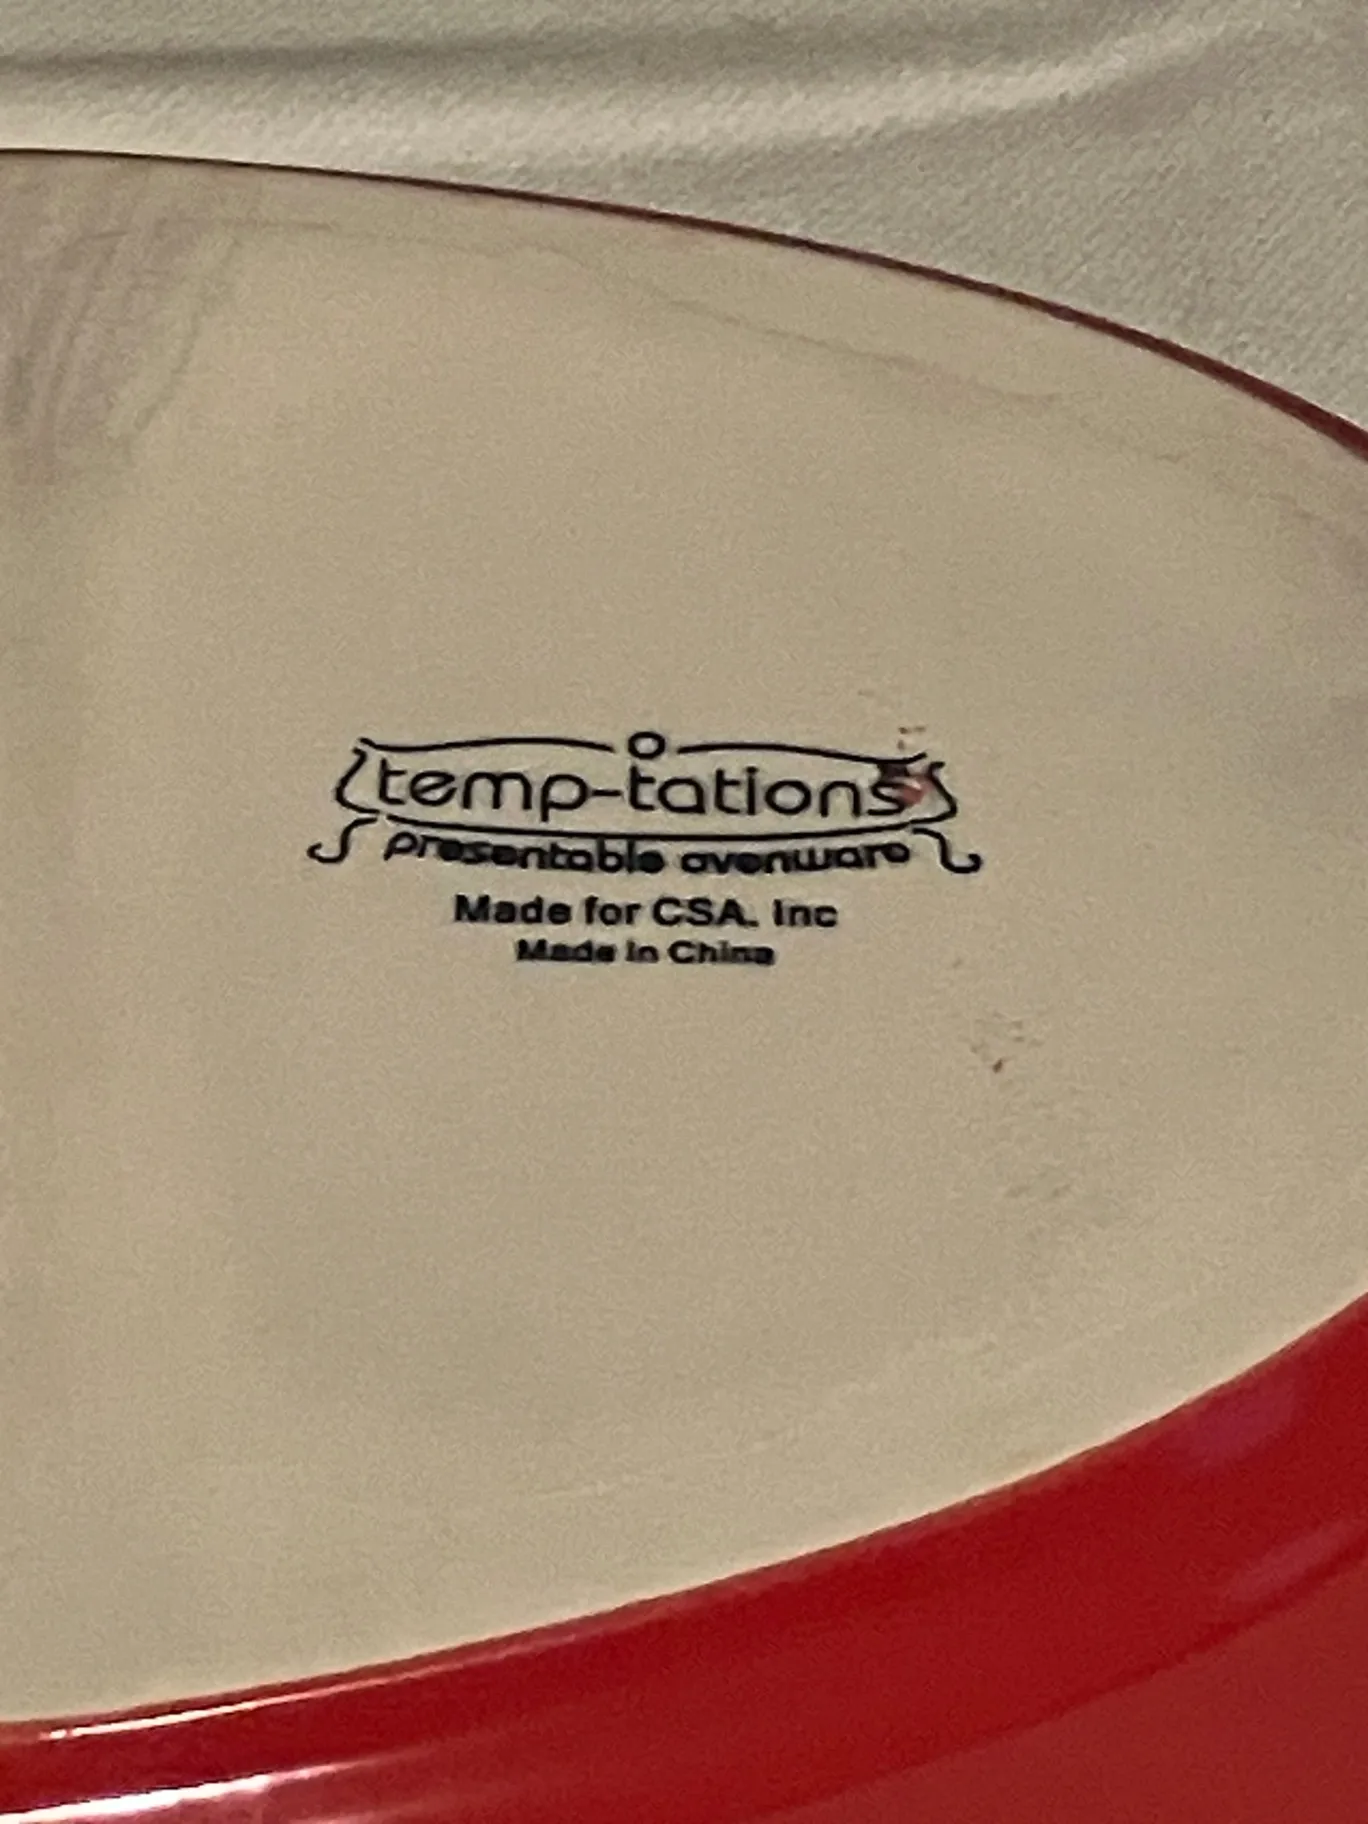 temp-tations
presentable ovenware
Made for CSA. Inc
Made in China